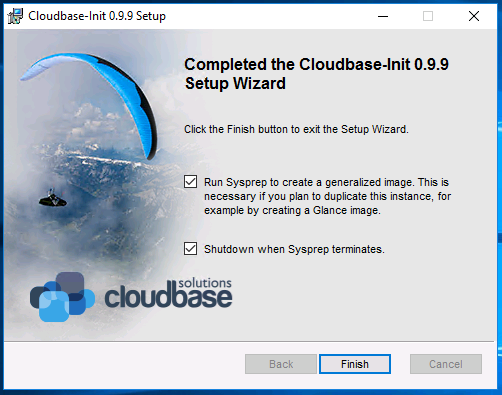 Cloudbase-Init 0.9.9 Setup
Completed the Cloudbase-Init 0.9.9
Setup Wizard
Click the Finish button to exit the Setup Wizard.
Run Sysprep to create a generalized image. This is
necessary if you plan to duplicate this instance, for
example by creating a Glance image.
Shutdown when Sysprep terminates.
solutions
cloudbase
Back
Finish
Cancel